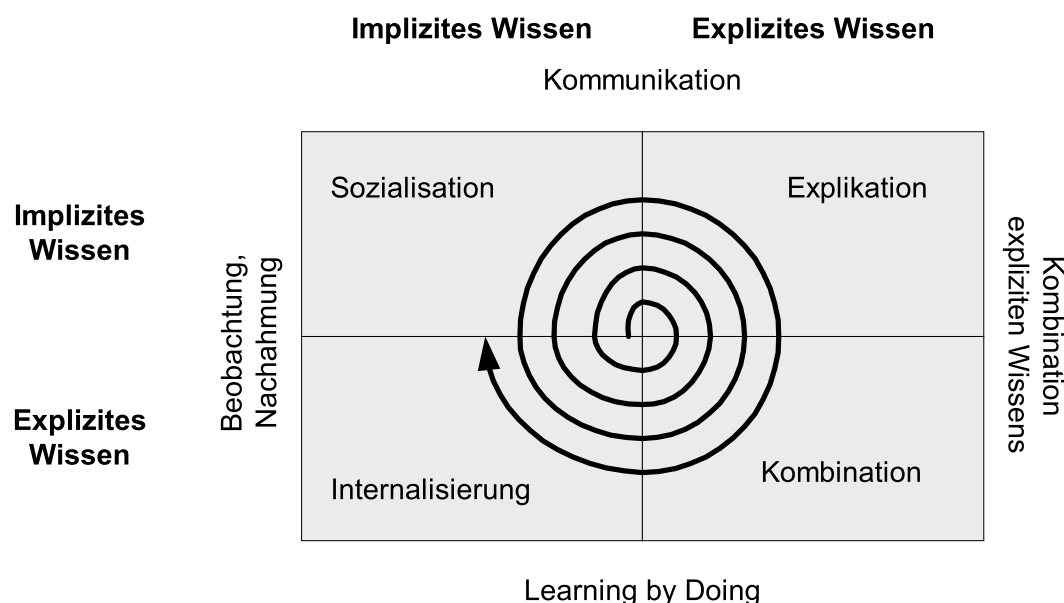 Implizites Wissen
Explizites Wissen
Kommunikation
Sozialisation
Explikation
Implizites
Wissen
Beobachtung,
Nachahmung
Kombination
expliziten Wissens
Explizites
Wissen
Internalisierung
Kombination
Learning by Doing